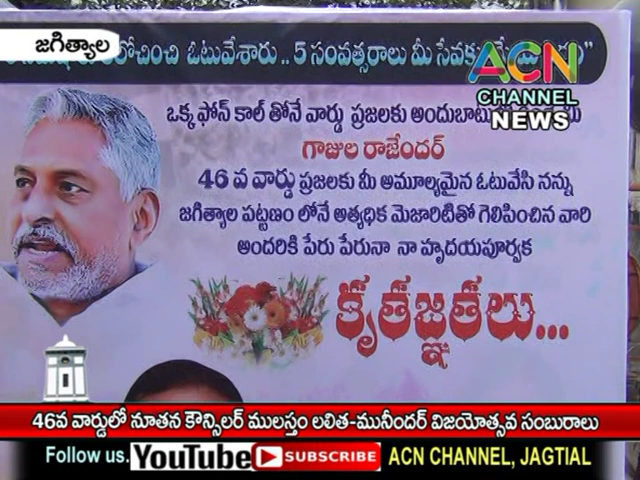 జగిత్యాల
లోచించి ఓటువేశారు..5 సంవత్సరాలు మీ సేవకు
ACN
CHANNEL
NEWS
ఒక్క ఫోన్ కాల్ తోనే వార్డు ప్రజలకు
గాజుల రాజేందర్
46 వ వార్డు ప్రజలకు మీ అమూల్యమైన ఓటువేసి నన్ను
జగిత్యాల పట్టణం లోనే అత్యధిక మెజారిటీతో గెలిపించిన వారి
అందరికి పేరు పేరునా నా హృదయపూర్వక
కృతజ్ఞతలు...
46వ వార్డులో నూతన కౌన్సిలర్ ములస్తం లలిత-మునీందర్ విజయోత్సవ సంబురాలు
Follow us. YouTube SUBSCRIBE ACN CHANNEL, JAGTIAL